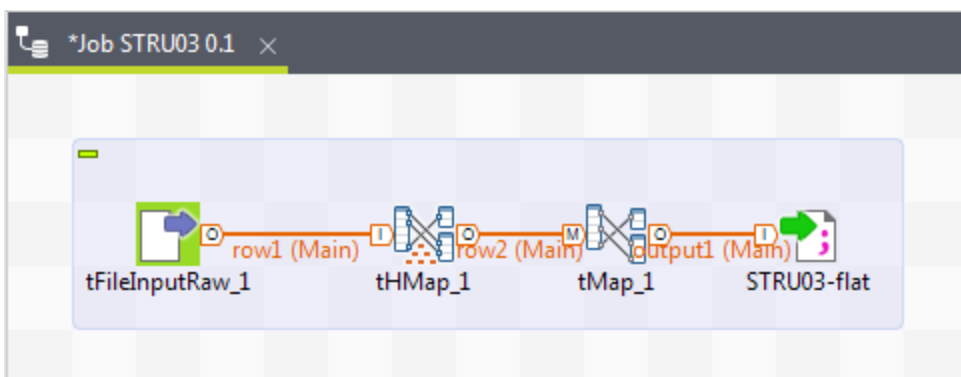 *Job STRU03 0.1
O row1 (Main) I O row2 (Main) M O output1 (Main) I ;
tFileInputRaw_1 tHMap_1 tMap_1 STRU03-flat